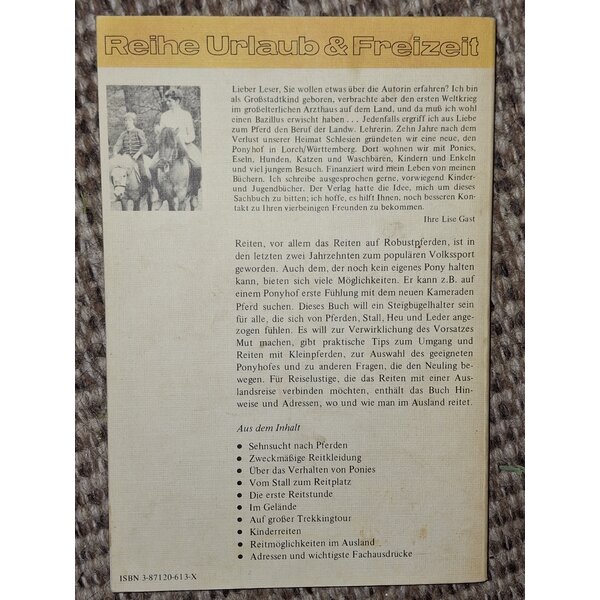 Reihe Urlaub & Freizeit
Lieber Leser, Sie wollen etwas über die Autorin erfahren? Ich bin
als Großstadtkind geboren, verbrachte aber den ersten Weltkrieg
im großelterlichen Arzthaus auf dem Land, und da muß ich wohl
einen Bazillus erwischt haben . . . Jedenfalls ergriff ich aus Liebe
zum Pferd den Beruf der Landw. Lehrerin. Zehn Jahre nach dem
Verlust unserer Heimat Schlesien gründeten wir eine neue, den
Ponyhof in Lorch/Württemberg. Dort wohnen wir mit Ponies,
Eseln, Hunden, Katzen und Waschbären, Kindern und Enkeln
und viel jungem Besuch. Finanziert wird mein Leben von meinen
Büchern. Ich schreibe ausgesprochen gerne, vorwiegend Kinder-
und Jugendbücher. Der Verlag hatte die Idee, mich um dieses
Sachbuch zu bitten; ich hoffe, es hilft Ihnen, noch besseren Kon-
takt zu Ihren vierbeinigen Freunden zu bekommen.
Ihre Lise Gast
Reiten, vor allem das Reiten auf Robustpferden, ist in
den letzten zwei Jahrzehnten zum populären Volkssport
geworden. Auch dem, der noch kein eigenes Pony halten
kann, bieten sich viele Möglichkeiten. Er kann z.B. auf
einem Ponyhof erste Fühlung mit dem neuen Kameraden
Pferd suchen. Dieses Buch will ein Steigbügelhalter sein
für alle, die sich von Pferden, Stall, Heu und Leder ange-
zogen fühlen. Es will zur Verwirklichung des Vorsatzes
Mut machen, gibt praktische Tips zum Umgang und
Reiten mit Kleinpferden, zur Auswahl des geeigneten
Ponyhofes und zu anderen Fragen, die den Neuling be-
wegen. Für Reiselustige, die das Reiten mit einer Aus-
landsreise verbinden möchten, enthält das Buch Hin-
weise und Adressen, wo und wie man im Ausland reitet.
Aus dem Inhalt
● Sehnsucht nach Pferden
● Zweckmäßige Reitkleidung
● Über das Verhalten von Ponies
● Vom Stall zum Reitplatz
● Die erste Reitstunde
● Im Gelände
● Auf großer Trekkingtour
● Kinderreiten
● Reitmöglichkeiten im Ausland
● Adressen und wichtigste Fachausdrücke
ISBN 3-87120-613-X